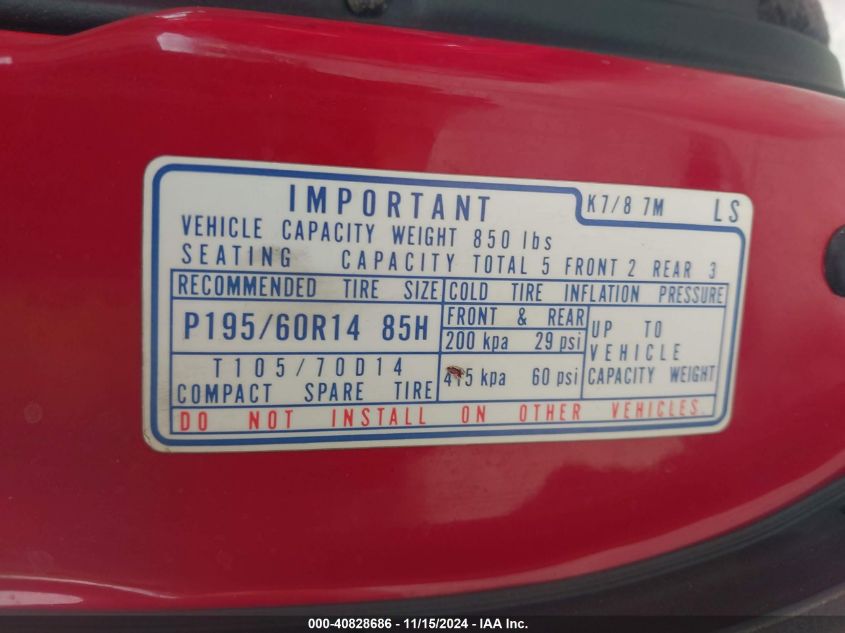 IMPORTANT
K7/8 7M LS
VEHICLE CAPACITY WEIGHT 850 lbs
SEATING CAPACITY TOTAL 5 FRONT 2 REAR 3
RECOMMENDED TIRE SIZE COLD TIRE INFLATION PRESSURE
P195/60R14 85H
FRONT & REAR
200 kpa 29 psi
UP TO
VEHICLE
CAPACITY WEIGHT
T105/70D14
COMPACT SPARE TIRE
415 kpa 60 psi
DO NOT INSTALL ON OTHER VEHICLES.
000-40828686 - 11/15/2024 - IAA Inc.